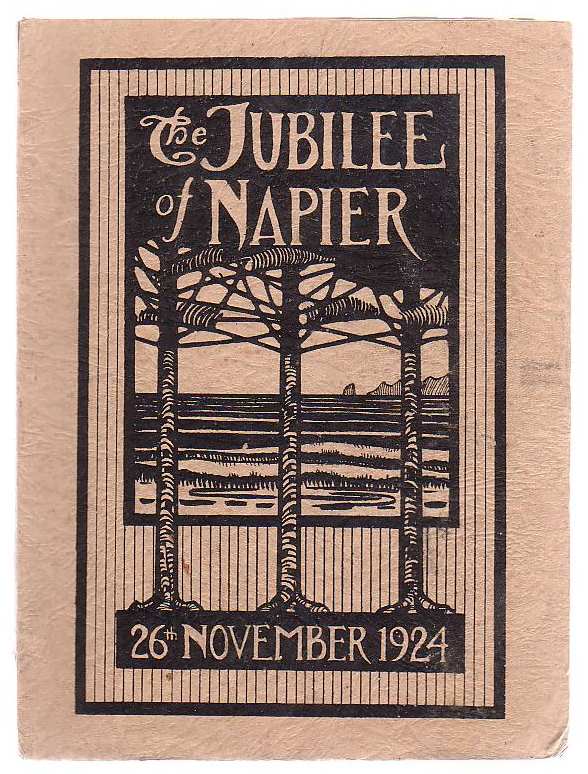 The JUBILEE
of NAPIER
26th NOVEMBER 1924